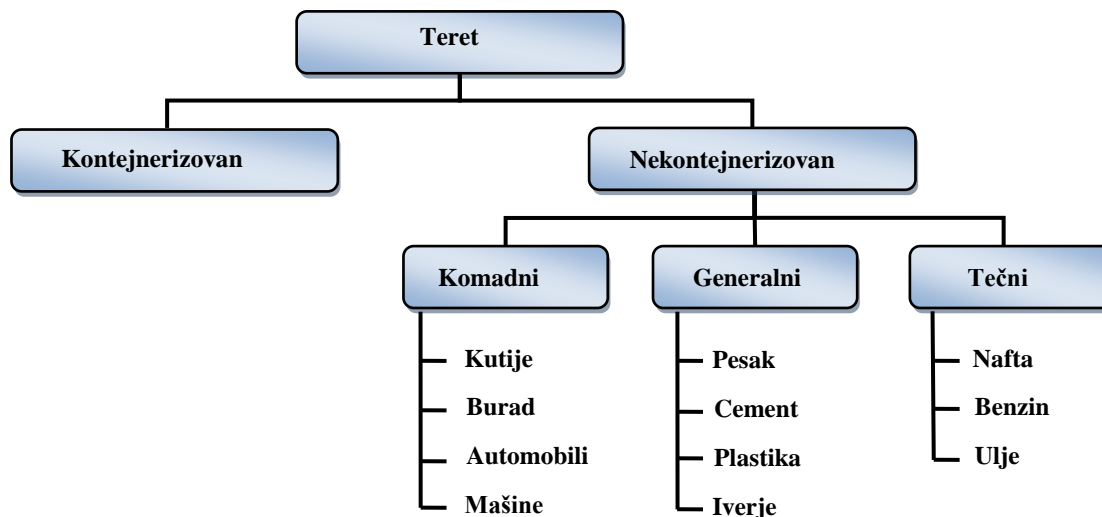 Teret
Kontejnerizovan
Nekontejnerizovan
Komadni
Generalni
Tečni
Kutije
Burad
Automobili
Mašine
Pesak
Cement
Plastika
Iverje
Nafta
Benzin
Ulje